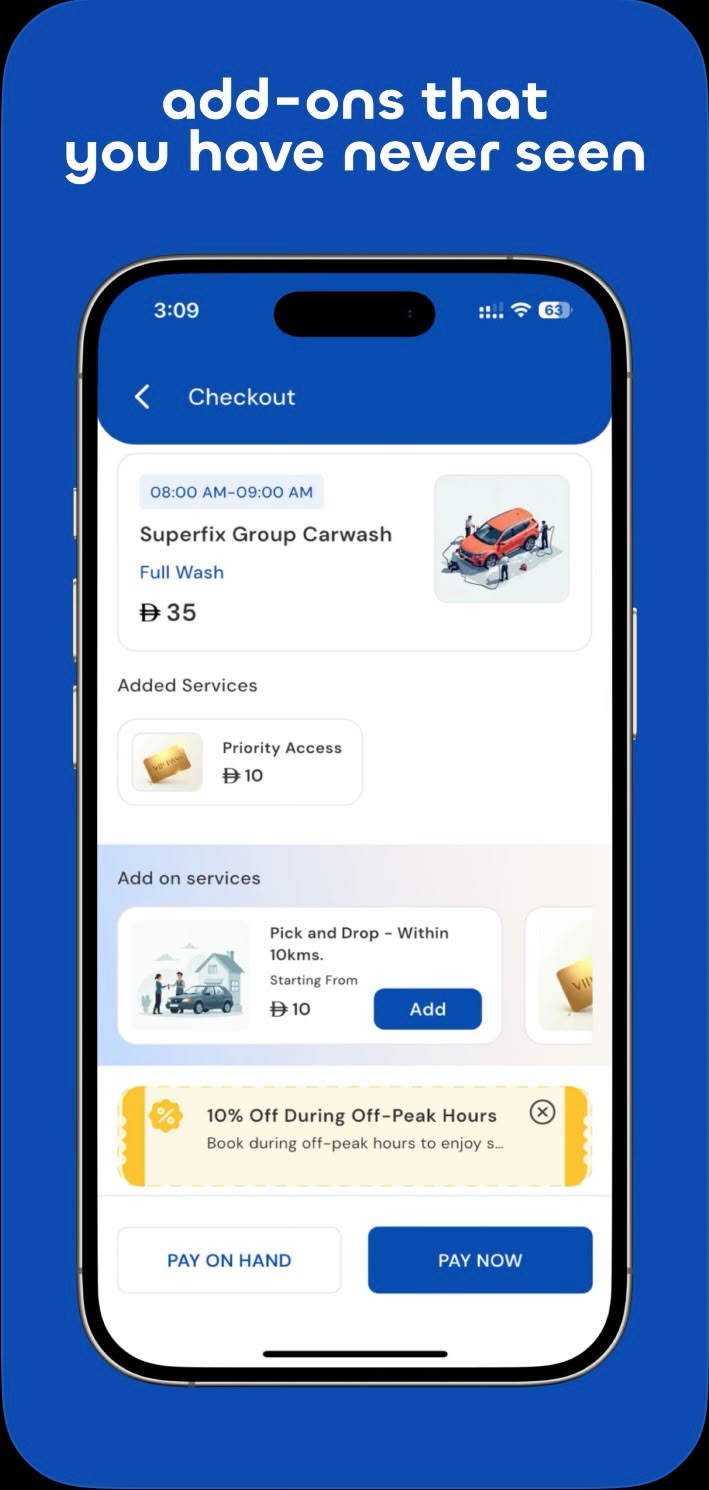 add-ons that
you have never seen
3:09
63
Checkout
08:00 AM-09:00 AM
Superfix Group Carwash
Full Wash
35
Added Services
VIP PASS
Priority Access
10
Add on services
Pick and Drop - Within
10kms.
Starting From
10
Add
VIP
10% Off During Off-Peak Hours
Book during off-peak hours to enjoy s...
PAY ON HAND
PAY NOW